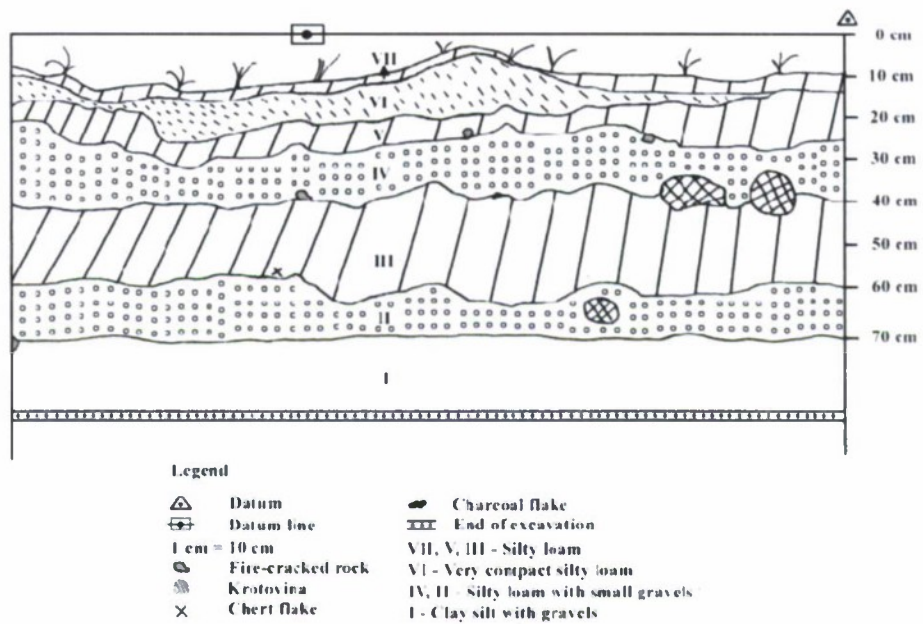 0 cm
VII
10 cm
VI
20 cm
V
30 cm
IV
40 cm
50 cm
III
60 cm
II
70 cm
I
Legend
Datum
Charcoal flake
Datum line
End of excavation
1 cm = 10 cm
VII, V, III - Silty loam
Fire-cracked rock
VI - Very compact silty loam
Krotovina
IV, II - Silty loam with small gravels
Chert flake
I - Clay silt with gravels